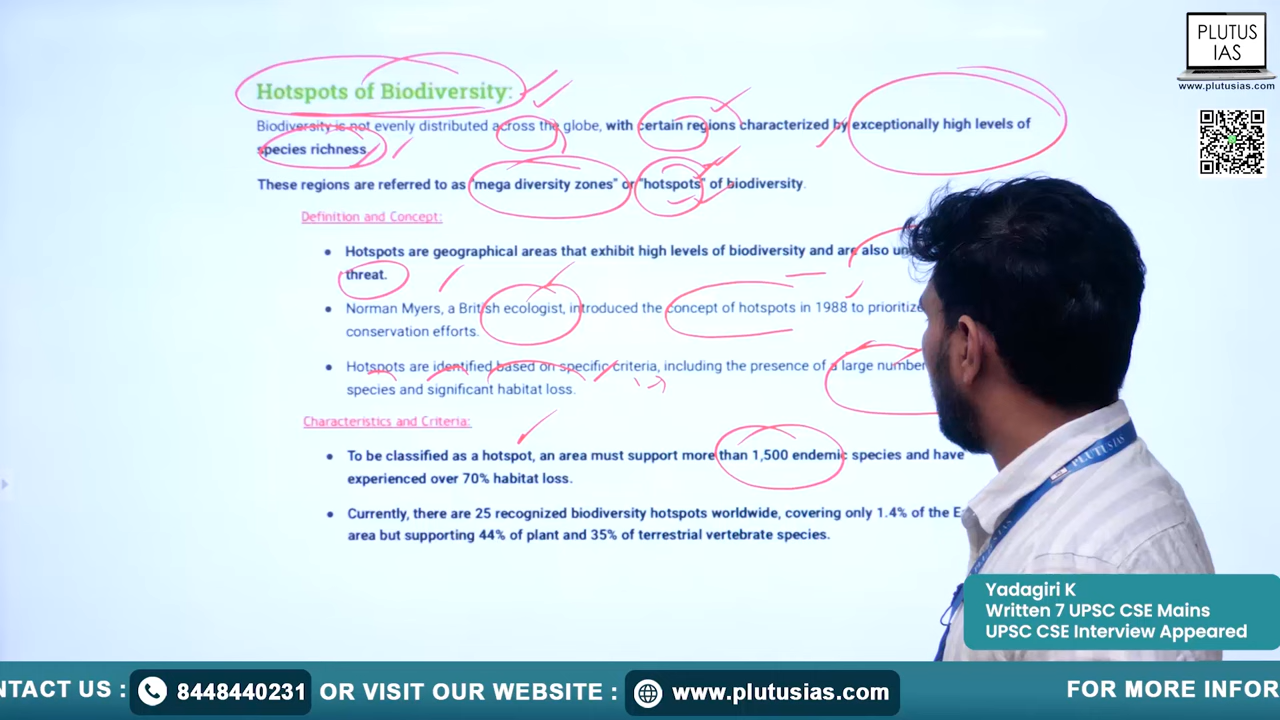 PLUTUS
IAS
www.plutusias.com
Hotspots of Biodiversity:
Biodiversity is not evenly distributed across the globe, with certain regions characterized by exceptionally high levels of
species richness.
These regions are referred to as "mega diversity zones" or "hotspots" of biodiversity.
Definition and Concept:
• Hotspots are geographical areas that exhibit high levels of biodiversity and are also
threat.
• Norman Myers, a British ecologist, introduced the concept of hotspots in 1988 to prioritize
conservation efforts.
• Hotspots are identified based on specific criteria, including the presence of a large number
species and significant habitat loss.
Characteristics and Criteria:
• To be classified as a hotspot, an area must support more than 1,500 endemic species and have
experienced over 70% habitat loss.
• Currently, there are 25 recognized biodiversity hotspots worldwide, covering only 1.4% of the
area but supporting 44% of plant and 35% of terrestrial vertebrate species.
PLUTUS IAS
Yadagiri K
Written 7 UPSC CSE Mains
UPSC CSE Interview Appeared
NTACT US : 8448440231 OR VISIT OUR WEBSITE : www.plutusias.com FOR MORE INFOR